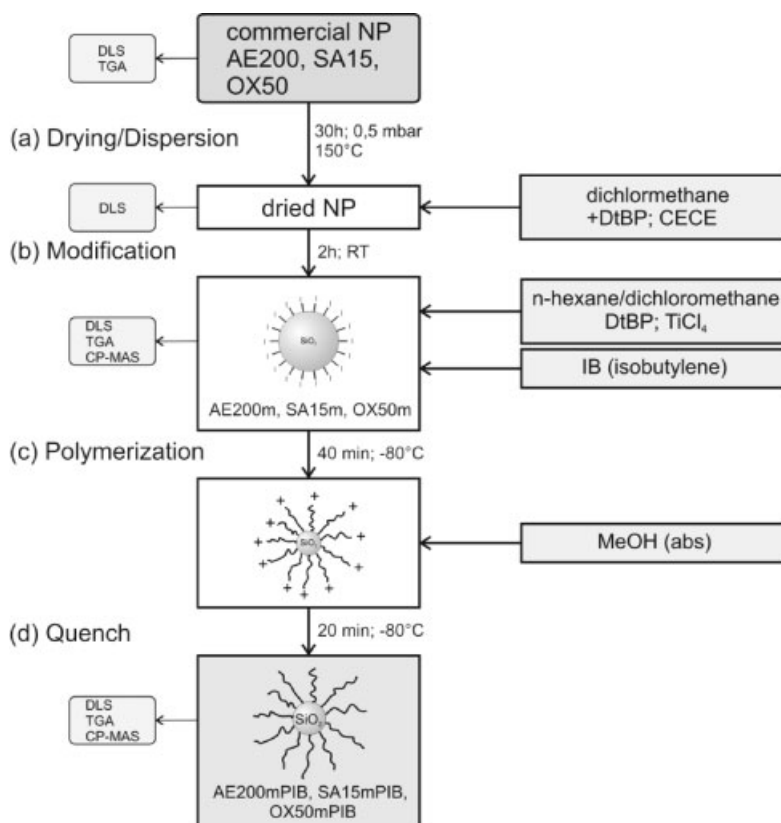 commercial NP
AE200, SA15,
OX50
DLS
TGA
(a) Drying/Dispersion
30h; 0,5 mbar
150°C
DLS
dried NP
dichlormethane
+DtBP; CECE
(b) Modification
2h; RT
DLS
TGA
CP-MAS
SiO₂
AE200m, SA15m, OX50m
n-hexane/dichloromethane
DtBP; TiCl₄
IB (isobutylene)
(c) Polymerization
40 min; -80°C
+ + + + + + + + + +
SiO₂
MeOH (abs)
(d) Quench
20 min; -80°C
DLS
TGA
CP-MAS
SiO₂
AE200mPIB, SA15mPIB,
OX50mPIB